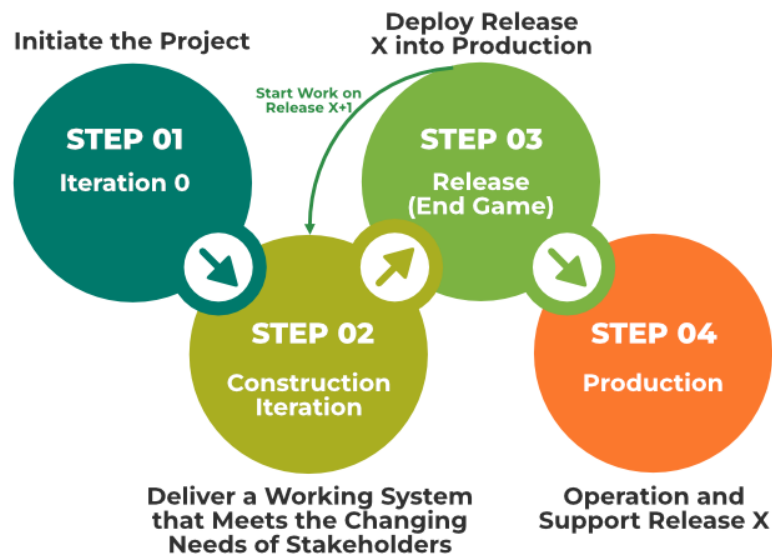 Initiate the Project
STEP 01
Iteration 0
Deploy Release
X into Production
Start Work on
Release X+1
STEP 03
Release
(End Game)
STEP 02
Construction
Iteration
Deliver a Working System
that Meets the Changing
Needs of Stakeholders
STEP 04
Production
Operation and
Support Release X